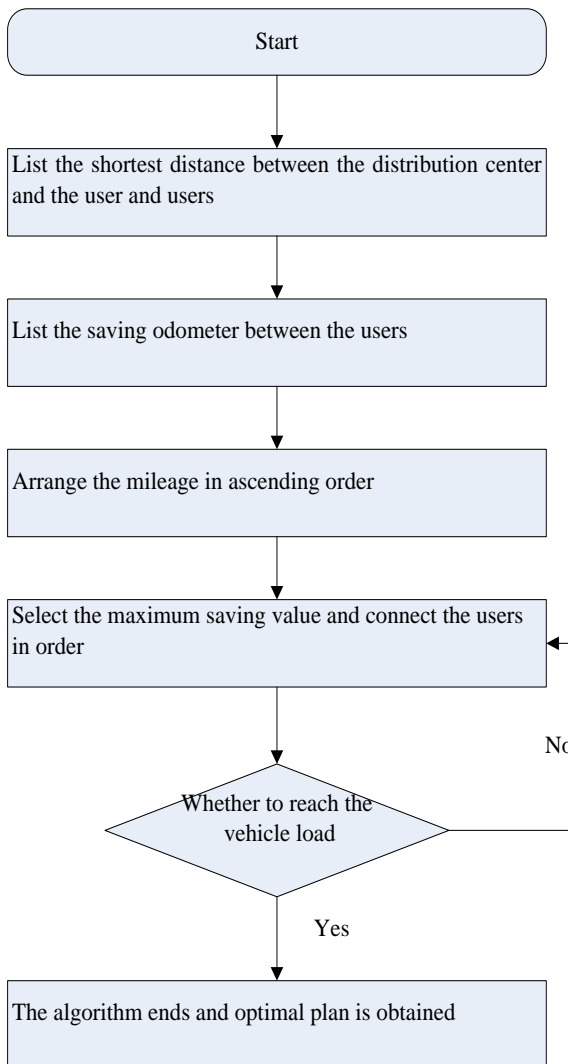 Start
List the shortest distance between the distribution center
and the user and users
List the saving odometer between the users
Arrange the mileage in ascending order
Select the maximum saving value and connect the users
in order
No
Whether to reach the
vehicle load
Yes
The algorithm ends and optimal plan is obtained